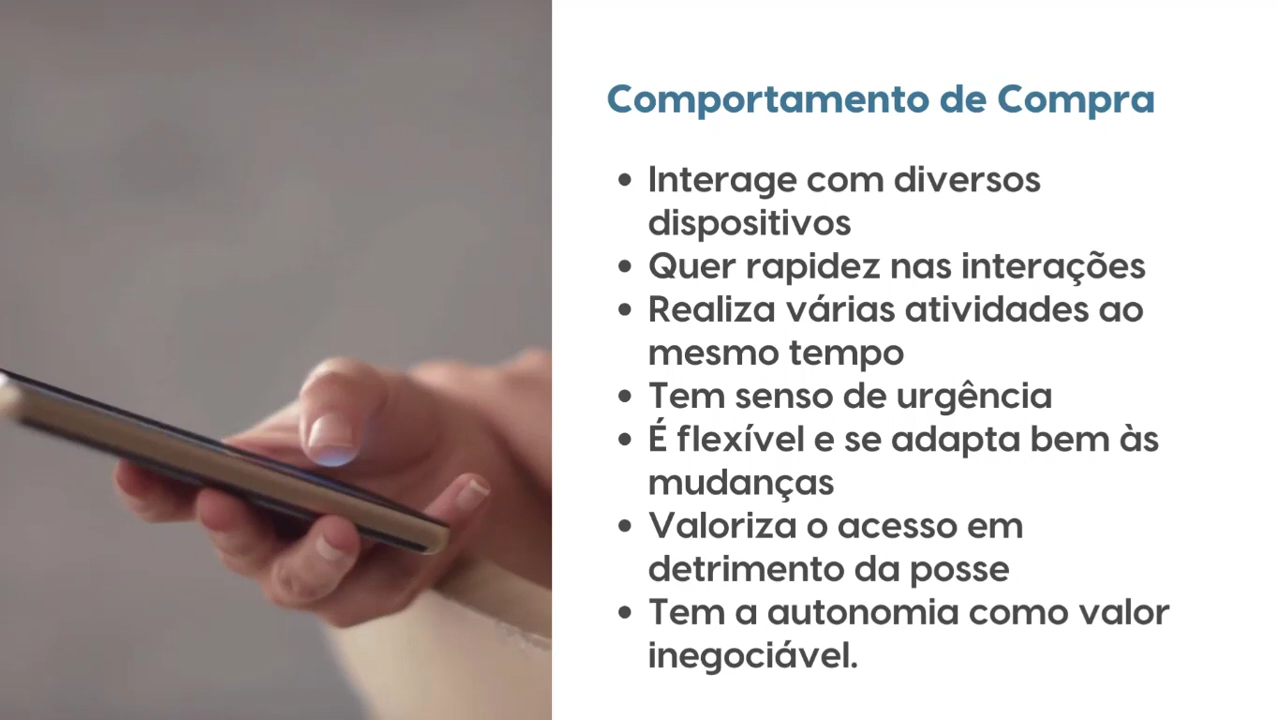 Comportamento de Compra
• Interage com diversos
dispositivos
• Quer rapidez nas interações
• Realiza várias atividades ao
mesmo tempo
• Tem senso de urgência
• É flexível e se adapta bem às
mudanças
• Valoriza o acesso em
detrimento da posse
• Tem a autonomia como valor
inegociável.